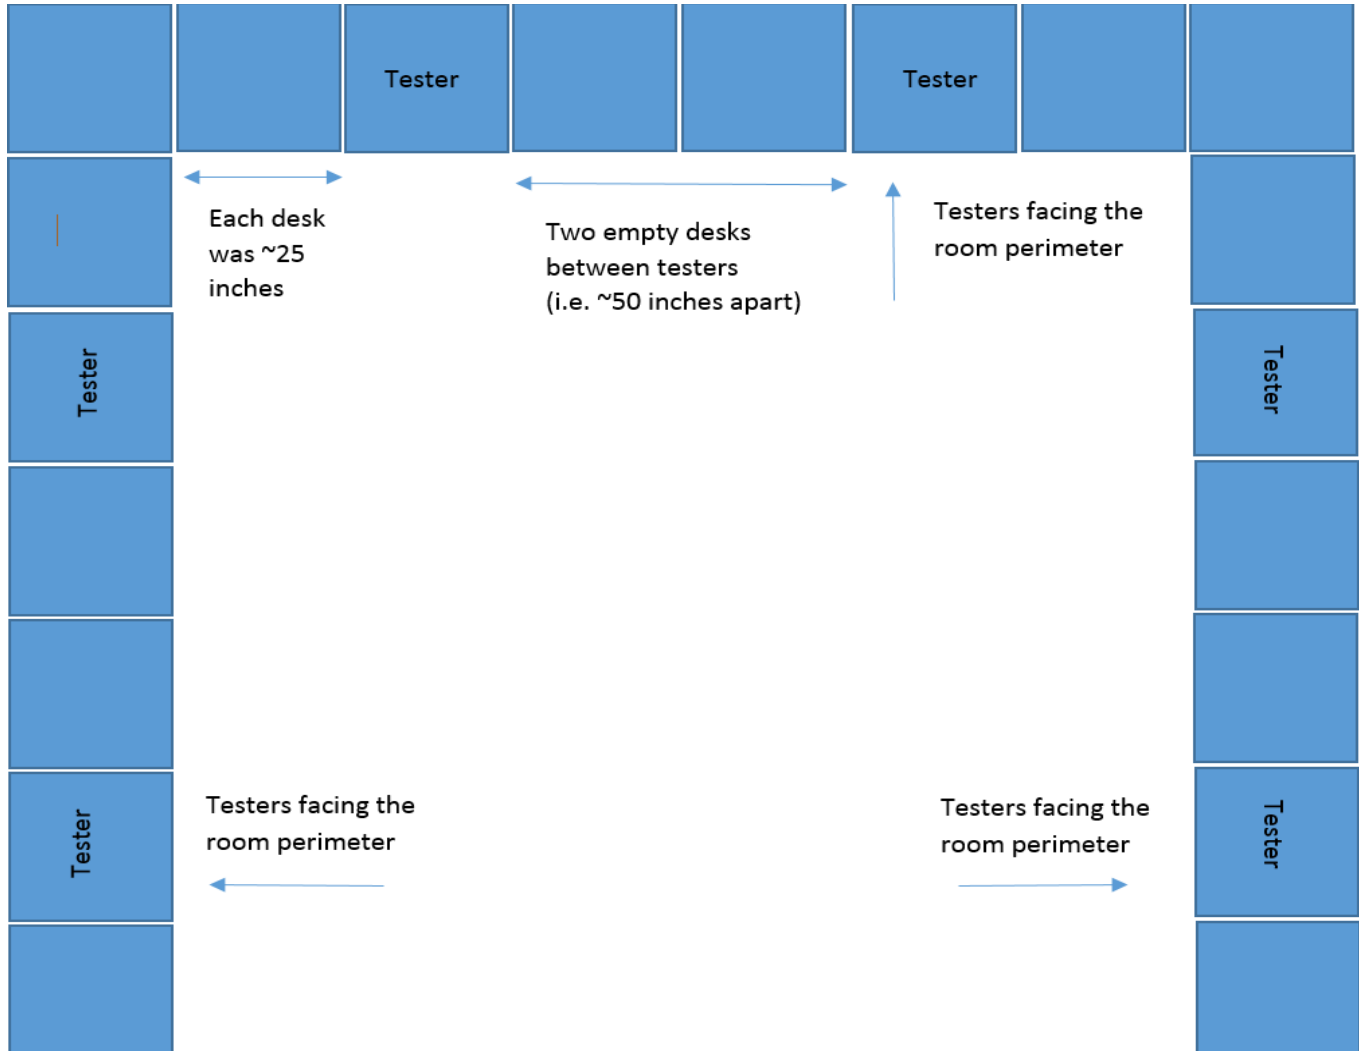 Tester
Tester
Each desk
was ~25
inches
Two empty desks
between testers
(i.e. ~50 inches apart)
Testers facing the
room perimeter
Tester
Tester
Testers facing the
room perimeter
Testers facing the
room perimeter
Tester
Tester